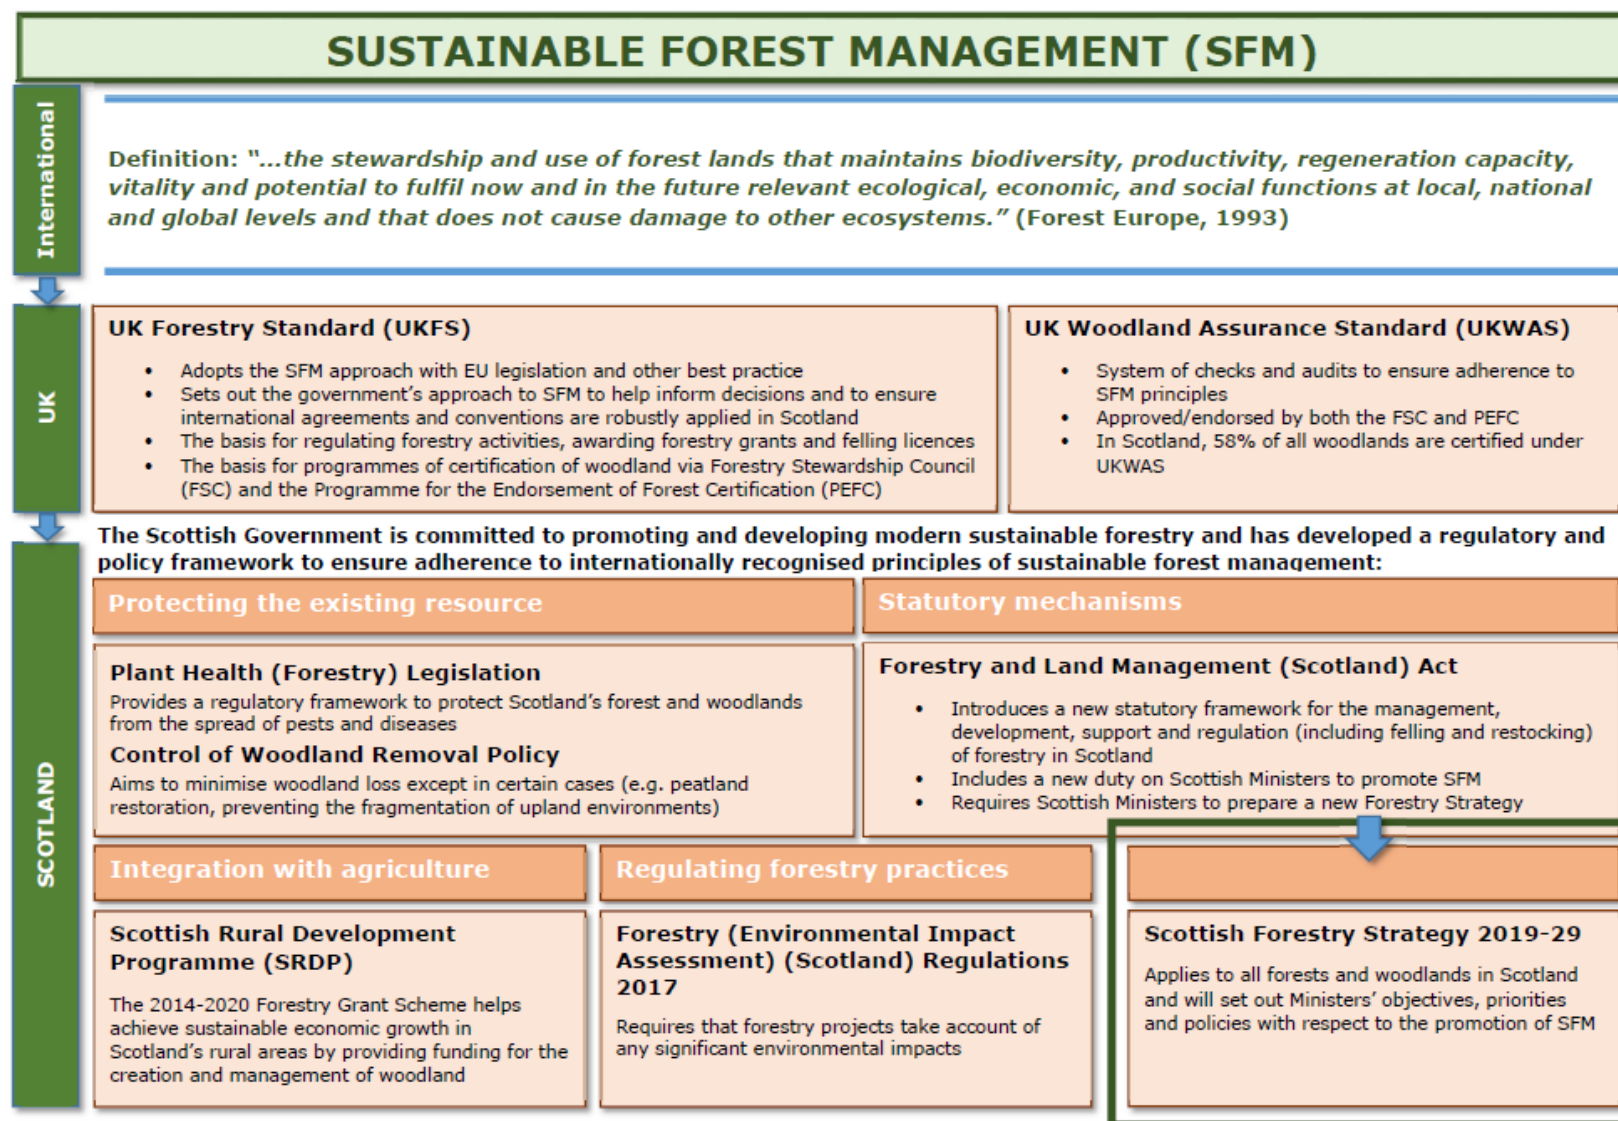 SUSTAINABLE FOREST MANAGEMENT (SFM)
International
Definition: "...the stewardship and use of forest lands that maintains biodiversity, productivity, regeneration capacity,
vitality and potential to fulfil now and in the future relevant ecological, economic, and social functions at local, national
and global levels and that does not cause damage to other ecosystems." (Forest Europe, 1993)
UK
UK Forestry Standard (UKFS)
• Adopts the SFM approach with EU legislation and other best practice
• Sets out the government's approach to SFM to help inform decisions and to ensure
international agreements and conventions are robustly applied in Scotland
• The basis for regulating forestry activities, awarding forestry grants and felling licences
• The basis for programmes of certification of woodland via Forestry Stewardship Council
(FSC) and the Programme for the Endorsement of Forest Certification (PEFC)
UK Woodland Assurance Standard (UKWAS)
• System of checks and audits to ensure adherence to
SFM principles
• Approved/endorsed by both the FSC and PEFC
• In Scotland, 58% of all woodlands are certified under
UKWAS
SCOTLAND
The Scottish Government is committed to promoting and developing modern sustainable forestry and has developed a regulatory and
policy framework to ensure adherence to internationally recognised principles of sustainable forest management:
Protecting the existing resource
Plant Health (Forestry) Legislation
Provides a regulatory framework to protect Scotland's forest and woodlands
from the spread of pests and diseases
Control of Woodland Removal Policy
Aims to minimise woodland loss except in certain cases (e.g. peatland
restoration, preventing the fragmentation of upland environments)
Statutory mechanisms
Forestry and Land Management (Scotland) Act
• Introduces a new statutory framework for the management,
development, support and regulation (including felling and restocking)
of forestry in Scotland
• Includes a new duty on Scottish Ministers to promote SFM
• Requires Scottish Ministers to prepare a new Forestry Strategy
Integration with agriculture
Scottish Rural Development
Programme (SRDP)
The 2014-2020 Forestry Grant Scheme helps
achieve sustainable economic growth in
Scotland's rural areas by providing funding for the
creation and management of woodland
Regulating forestry practices
Forestry (Environmental Impact
Assessment) (Scotland) Regulations
2017
Requires that forestry projects take account of
any significant environmental impacts
Scottish Forestry Strategy 2019-29
Applies to all forests and woodlands in Scotland
and will set out Ministers' objectives, priorities
and policies with respect to the promotion of SFM